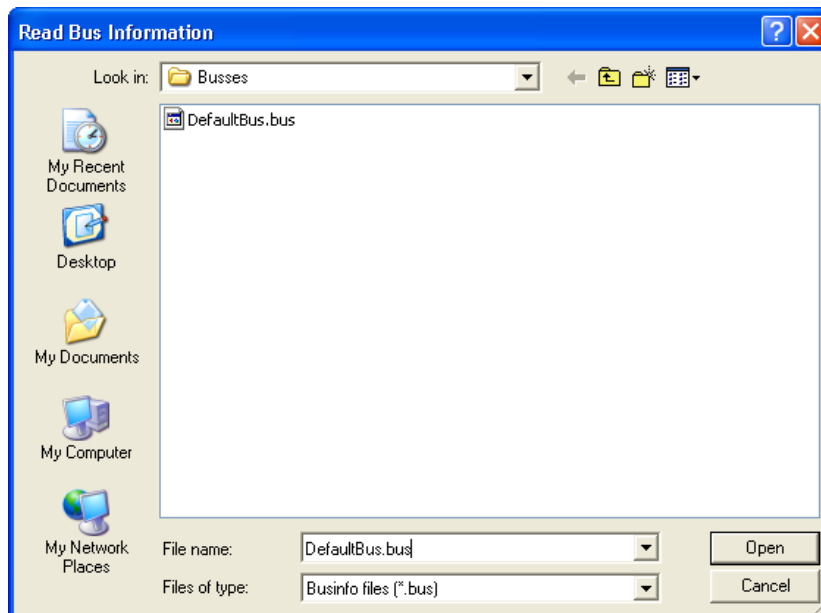 Read Bus Information
Look in:
Busses
DefaultBus.bus
My Recent
Documents
Desktop
My Documents
My Computer
My Network
Places
File name:
DefaultBus.bus
Open
Files of type:
Businfo files (*.bus)
Cancel